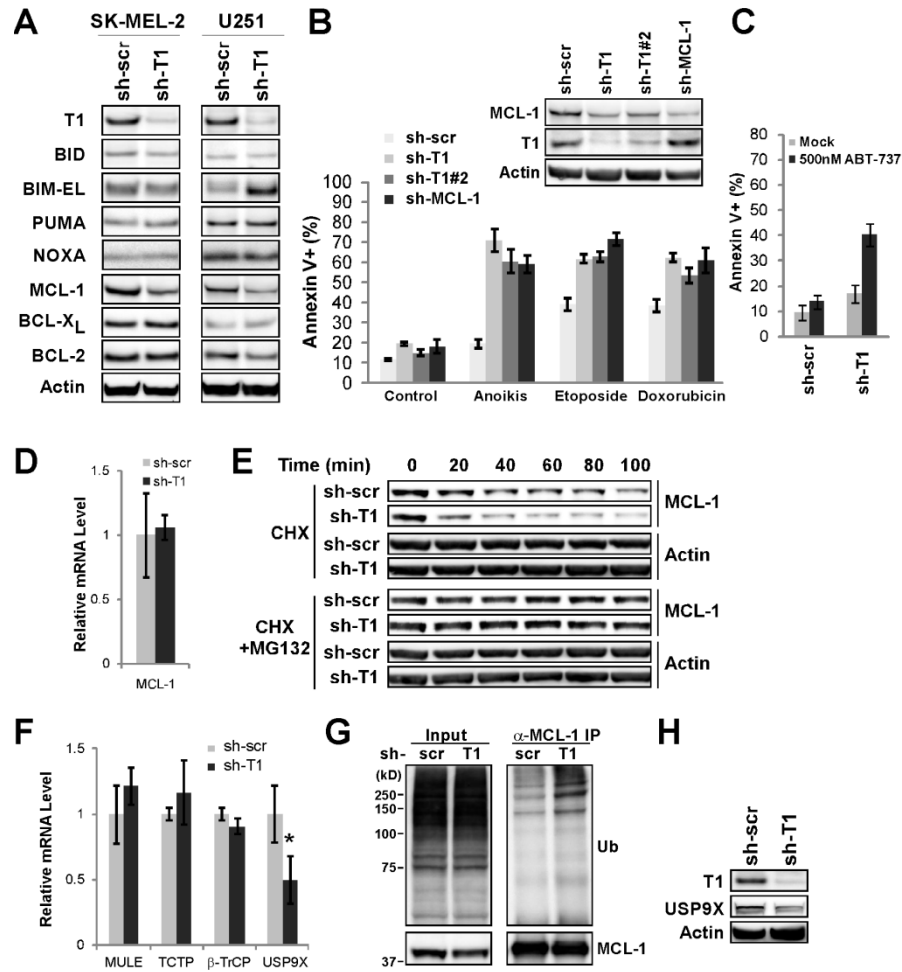 A
SK-MEL-2 U251
sh-scr sh-T1 sh-scr sh-T1
T1
BID
BIM-EL
PUMA
NOXA
MCL-1
BCL-XL
BCL-2
Actin
B
sh-scr sh-T1 sh-T1#2 sh-MCL-1
MCL-1
T1
Actin
sh-scr
sh-T1
sh-T1#2
sh-MCL-1
Annexin V+ (%)
100
90
80
70
60
50
40
30
20
10
0
Control Anoikis Etoposide Doxorubicin
C
Mock
500nM ABT-737
Annexin V+ (%)
80
70
60
50
40
30
20
10
0
sh-scr sh-T1
D
sh-scr
sh-T1
Relative mRNA Level
1.5
1
0.5
0
MCL-1
E
Time (min) 0 20 40 60 80 100
CHX
sh-scr
sh-T1
MCL-1
sh-scr
sh-T1
Actin
CHX
+MG132
sh-scr
sh-T1
MCL-1
sh-scr
sh-T1
Actin
F
sh-scr
sh-T1
Relative mRNA Level
1.5
1
0.5
0
*
MULE TCTP β-TrCP USP9X
G
Input α-MCL-1 IP
sh- scr T1 scr T1
(kD)
250
150
100
75
37
Ub
MCL-1
H
sh-scr sh-T1
T1
USP9X
Actin